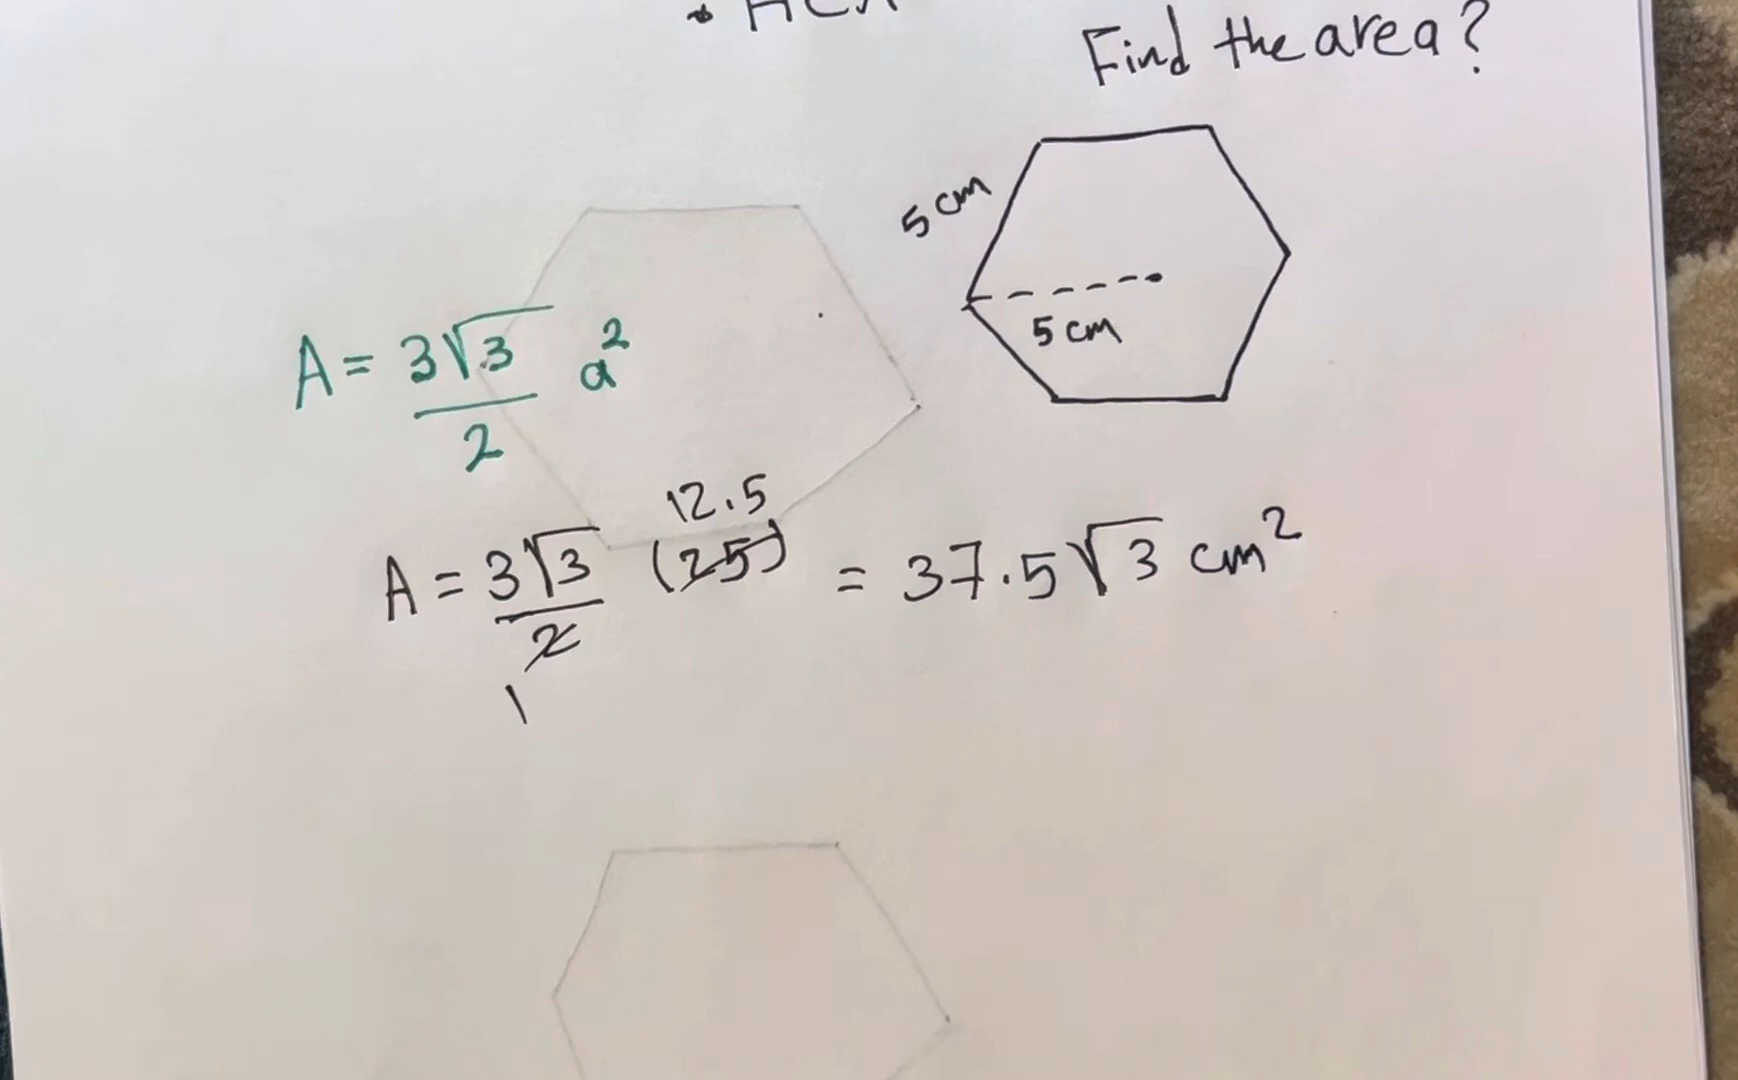 Find the area?
5 cm
5 cm
A = 3√3/2 a²
12.5
A = 3√3/2 (25) = 37.5√3 cm²
1